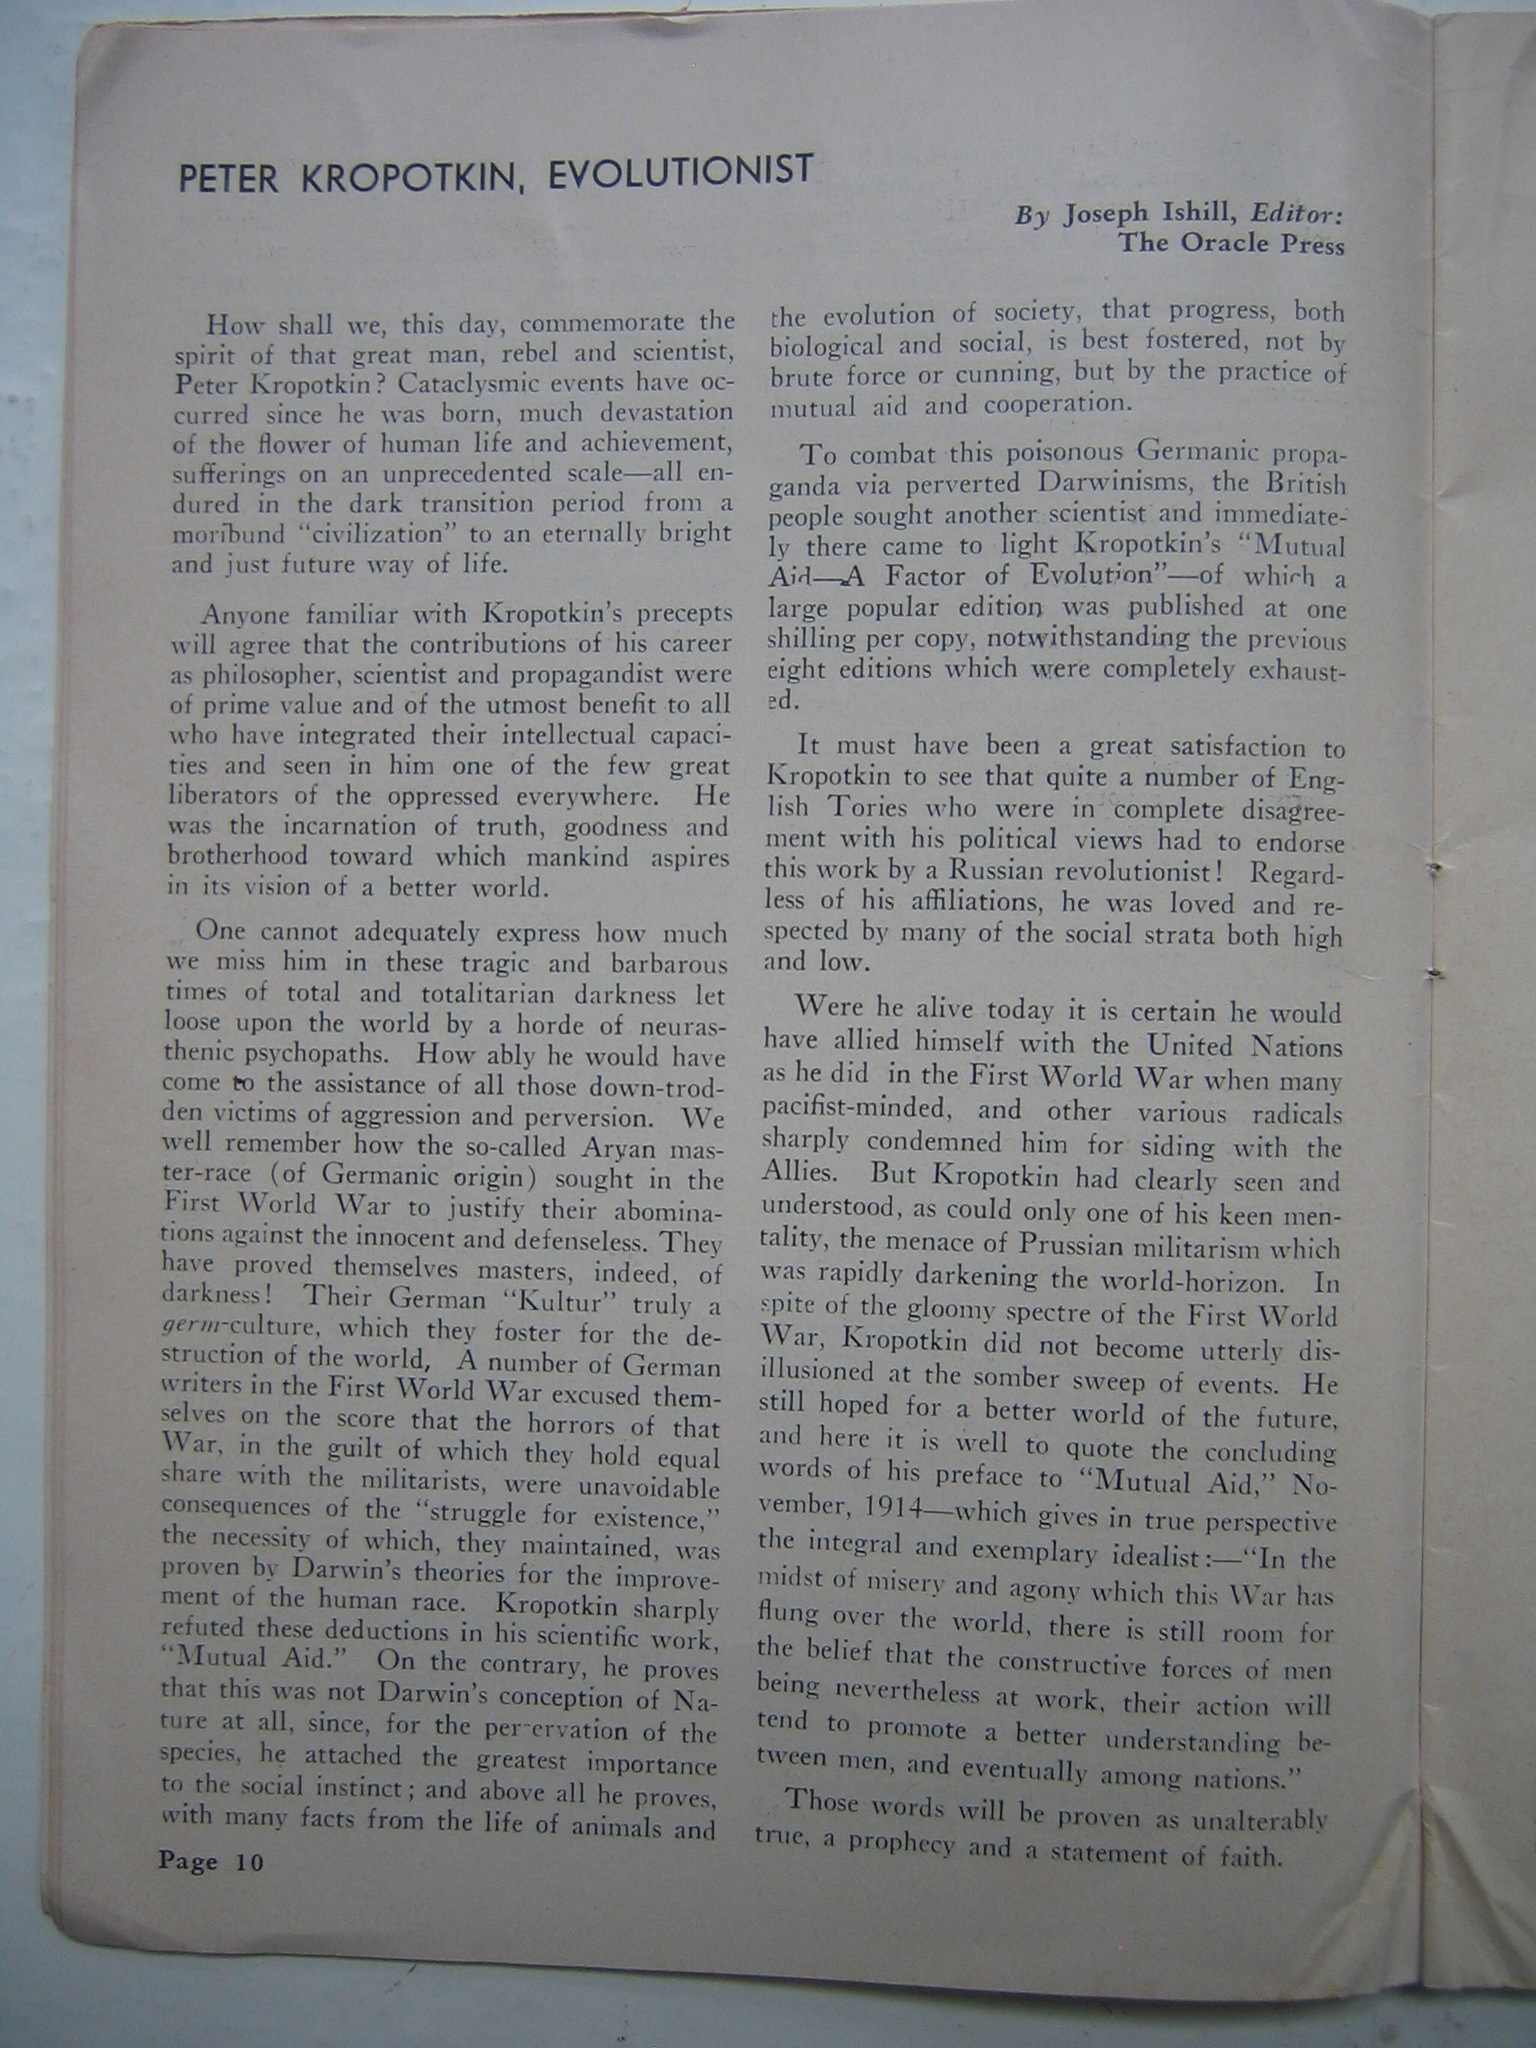 PETER KROPOTKIN, EVOLUTIONIST
By Joseph Ishill, Editor:
The Oracle Press
How shall we, this day, commemorate the
spirit of that great man, rebel and scientist,
Peter Kropotkin? Cataclysmic events have oc-
curred since he was born, much devastation
of the flower of human life and achievement,
sufferings on an unprecedented scale—all en-
dured in the dark transition period from a
moribund "civilization" to an eternally bright
and just future way of life.
Anyone familiar with Kropotkin's precepts
will agree that the contributions of his career
as philosopher, scientist and propagandist were
of prime value and of the utmost benefit to all
who have integrated their intellectual capaci-
ties and seen in him one of the few great
liberators of the oppressed everywhere. He
was the incarnation of truth, goodness and
brotherhood toward which mankind aspires
in its vision of a better world.
One cannot adequately express how much
we miss him in these tragic and barbarous
times of total and totalitarian darkness let
loose upon the world by a horde of neuras-
thenic psychopaths. How ably he would have
come to the assistance of all those down-trod-
den victims of aggression and perversion. We
well remember how the so-called Aryan mas-
ter-race (of Germanic origin) sought in the
First World War to justify their abomina-
tions against the innocent and defenseless. They
have proved themselves masters, indeed, of
darkness! Their German "Kultur" truly a
germ-culture, which they foster for the de-
struction of the world, A number of German
writers in the First World War excused them-
selves on the score that the horrors of that
War, in the guilt of which they hold equal
share with the militarists, were unavoidable
consequences of the "struggle for existence,"
the necessity of which, they maintained, was
proven by Darwin's theories for the improve-
ment of the human race. Kropotkin sharply
refuted these deductions in his scientific work,
"Mutual Aid." On the contrary, he proves
that this was not Darwin's conception of Na-
ture at all, since, for the per-ervation of the
species, he attached the greatest importance
to the social instinct; and above all he proves,
with many facts from the life of animals and
Page 10
the evolution of society, that progress, both
biological and social, is best fostered, not by
brute force or cunning, but by the practice of
mutual aid and cooperation.
To combat this poisonous Germanic propa-
ganda via perverted Darwinisms, the British
people sought another scientist and immediate-
ly there came to light Kropotkin's "Mutual
Aid—A Factor of Evolution"—of which a
large popular edition was published at one
shilling per copy, notwithstanding the previous
eight editions which were completely exhaust-
ed.
It must have been a great satisfaction to
Kropotkin to see that quite a number of Eng-
lish Tories who were in complete disagree-
ment with his political views had to endorse
this work by a Russian revolutionist! Regard-
less of his affiliations, he was loved and re-
spected by many of the social strata both high
and low.
Were he alive today it is certain he would
have allied himself with the United Nations
as he did in the First World War when many
pacifist-minded, and other various radicals
sharply condemned him for siding with the
Allies. But Kropotkin had clearly seen and
understood, as could only one of his keen men-
tality, the menace of Prussian militarism which
was rapidly darkening the world-horizon. In
spite of the gloomy spectre of the First World
War, Kropotkin did not become utterly dis-
illusioned at the somber sweep of events. He
still hoped for a better world of the future,
and here it is well to quote the concluding
words of his preface to "Mutual Aid," No-
vember, 1914—which gives in true perspective
the integral and exemplary idealist:—"In the
midst of misery and agony which this War has
flung over the world, there is still room for
the belief that the constructive forces of men
being nevertheless at work, their action will
tend to promote a better understanding be-
tween men, and eventually among nations."
Those words will be proven as unalterably
true, a prophecy and a statement of faith.